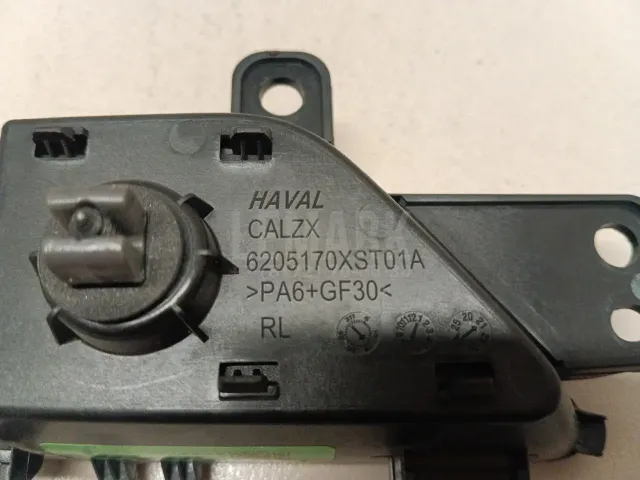 HAVAL
CALZX
6205170XST01A
>PA6+GF30<
RL